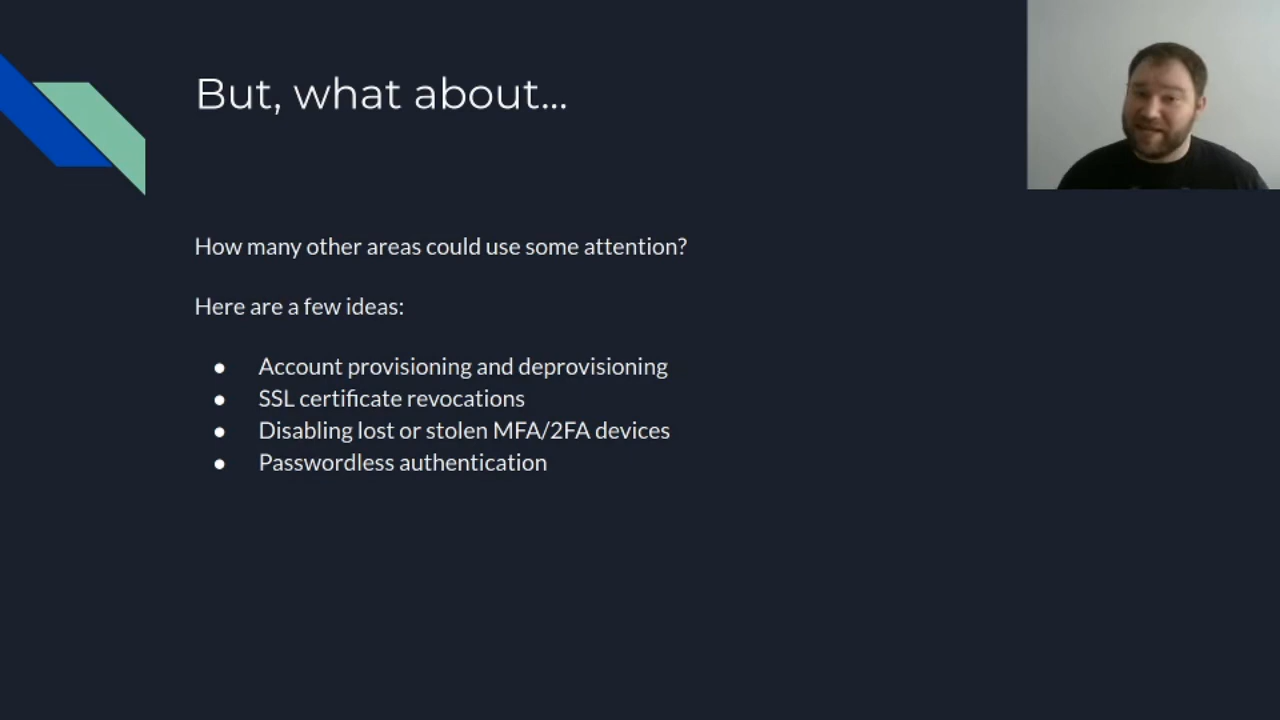 But, what about...
How many other areas could use some attention?
Here are a few ideas:
● Account provisioning and deprovisioning
● SSL certificate revocations
● Disabling lost or stolen MFA/2FA devices
● Passwordless authentication